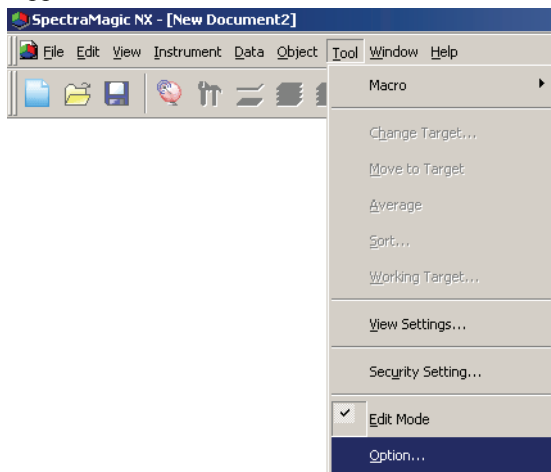 SpectraMagic NX - [New Document2]
File Edit View Instrument Data Object Tool Window Help
Macro
Change Target...
Move to Target
Average
Sort...
Working Target...
View Settings...
Security Setting...
Edit Mode
Option...